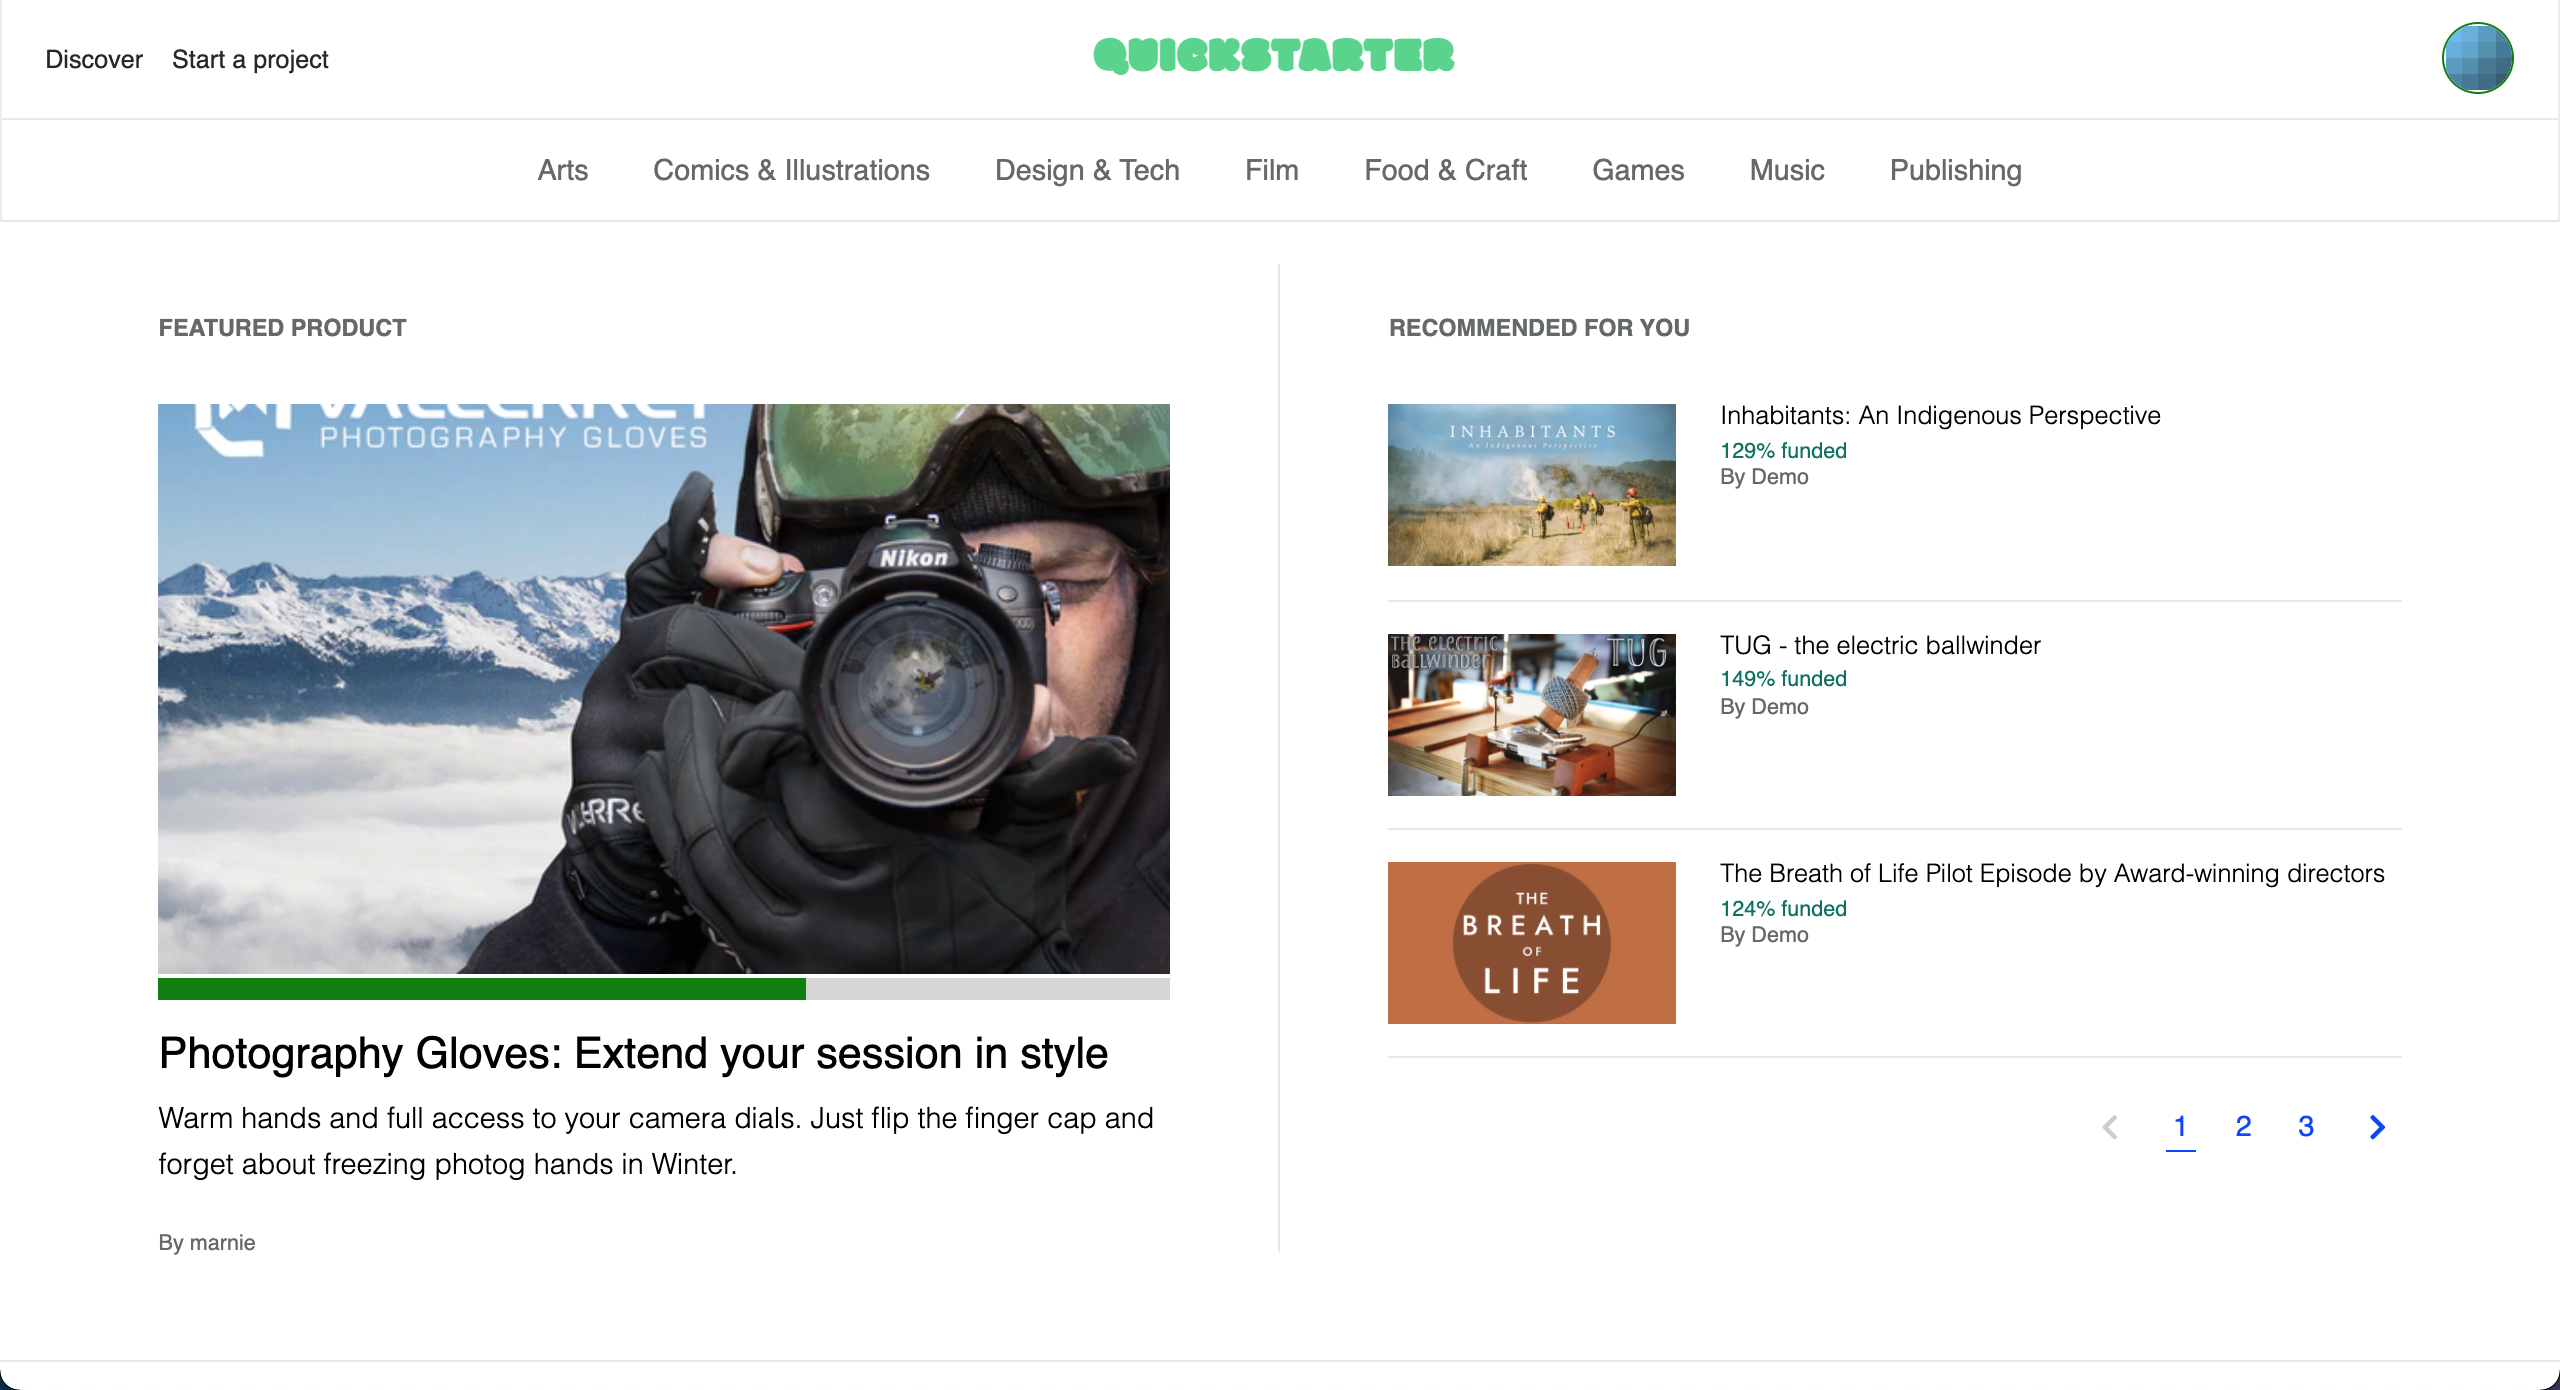 Discover Start a project
QUICKSTARTER
Arts Comics & Illustrations Design & Tech Film Food & Craft Games Music Publishing
FEATURED PRODUCT
PHOTOGRAPHY GLOVES
Nikon
Photography Gloves: Extend your session in style
Warm hands and full access to your camera dials. Just flip the finger cap and
forget about freezing photog hands in Winter.
By marnie
RECOMMENDED FOR YOU
INHABITANTS
An Indigenous Perspective
Inhabitants: An Indigenous Perspective
129% funded
By Demo
THE ELECTRIC
BALLWINDER
TUG
TUG - the electric ballwinder
149% funded
By Demo
THE
BREATH
OF
LIFE
The Breath of Life Pilot Episode by Award-winning directors
124% funded
By Demo
1 2 3